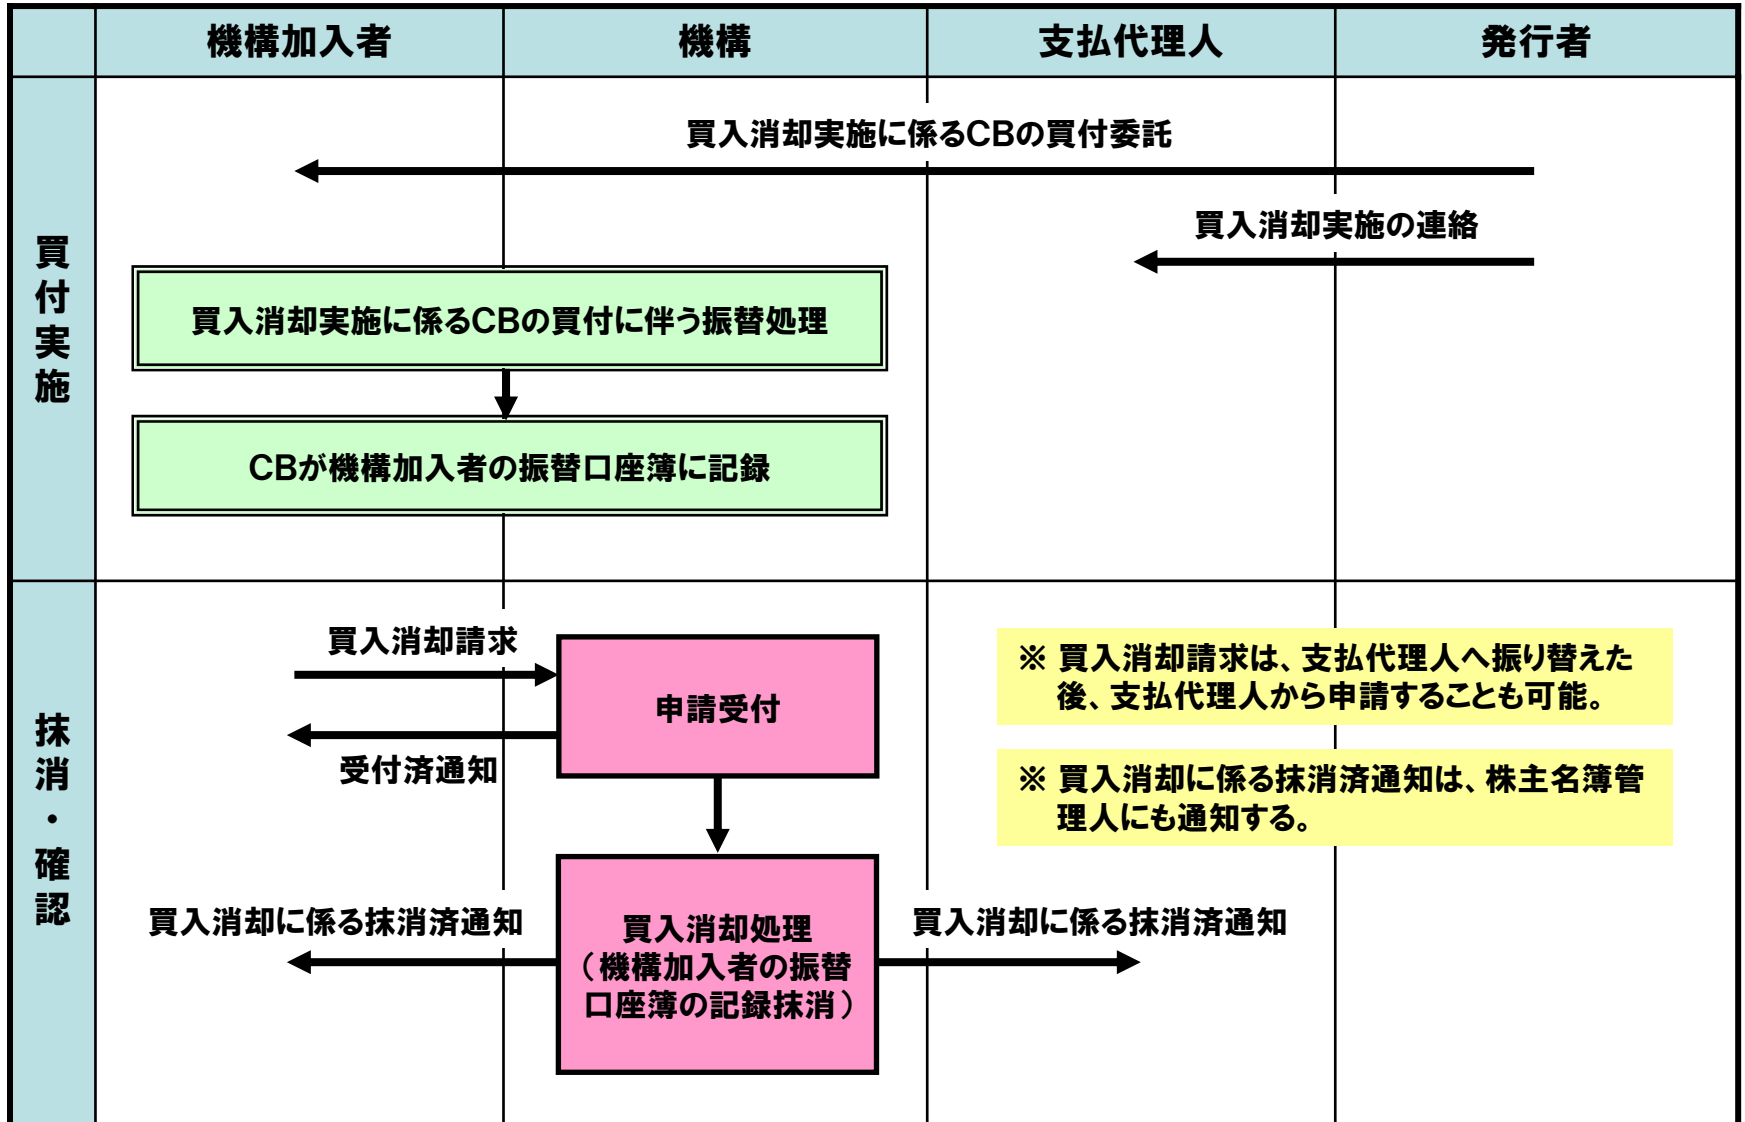 機構加入者
機構
支払代理人
発行者
買付実施
買入消却実施に係るCBの買付委託
買入消却実施の連絡
買入消却実施に係るCBの買付に伴う振替処理
CBが機構加入者の振替口座簿に記録
抹消・確認
買入消却請求
申請受付
受付済通知
※ 買入消却請求は、支払代理人へ振り替えた
後、支払代理人から申請することも可能。
※ 買入消却に係る抹消済通知は、株主名簿管
理人にも通知する。
買入消却に係る抹消済通知
買入消却処理
（機構加入者の振替
口座簿の記録抹消）
買入消却に係る抹消済通知